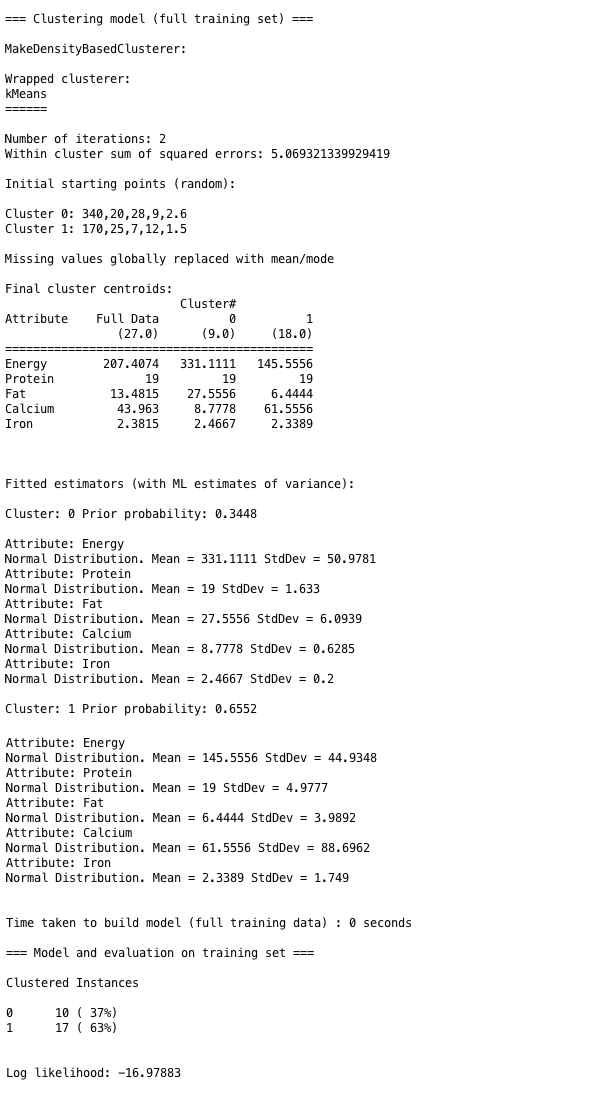 === Clustering model (full training set) ===
MakeDensityBasedClusterer:
Wrapped clusterer:
kMeans
======
Number of iterations: 2
Within cluster sum of squared errors: 5.069321339929419
Initial starting points (random):
Cluster 0: 340,20,28,9,2.6
Cluster 1: 170,25,7,12,1.5
Missing values globally replaced with mean/mode
Final cluster centroids:
                         Cluster#
Attribute    Full Data          0          1
                (27.0)      (9.0)     (18.0)
============================================
Energy        207.4074   331.1111   145.5556
Protein             19         19         19
Fat            13.4815    27.5556     6.4444
Calcium         43.963     8.7778    61.5556
Iron            2.3815     2.4667     2.3389
Fitted estimators (with ML estimates of variance):
Cluster: 0 Prior probability: 0.3448
Attribute: Energy
Normal Distribution. Mean = 331.1111 StdDev = 50.9781
Attribute: Protein
Normal Distribution. Mean = 19 StdDev = 1.633
Attribute: Fat
Normal Distribution. Mean = 27.5556 StdDev = 6.0939
Attribute: Calcium
Normal Distribution. Mean = 8.7778 StdDev = 0.6285
Attribute: Iron
Normal Distribution. Mean = 2.4667 StdDev = 0.2
Cluster: 1 Prior probability: 0.6552
Attribute: Energy
Normal Distribution. Mean = 145.5556 StdDev = 44.9348
Attribute: Protein
Normal Distribution. Mean = 19 StdDev = 4.9777
Attribute: Fat
Normal Distribution. Mean = 6.4444 StdDev = 3.9892
Attribute: Calcium
Normal Distribution. Mean = 61.5556 StdDev = 88.6962
Attribute: Iron
Normal Distribution. Mean = 2.3389 StdDev = 1.749
Time taken to build model (full training data) : 0 seconds
=== Model and evaluation on training set ===
Clustered Instances
0      10 ( 37%)
1      17 ( 63%)
Log likelihood: -16.97883